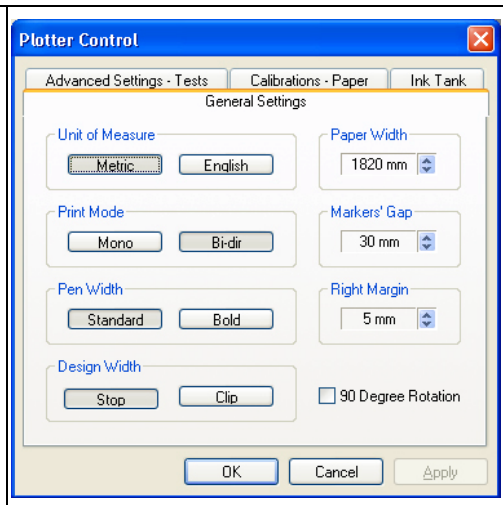 Plotter Control
Advanced Settings - Tests Calibrations - Paper Ink Tank
General Settings
Unit of Measure Paper Width
Metric English 1820 mm
Print Mode Markers' Gap
Mono Bi-dir 30 mm
Pen Width Right Margin
Standard Bold 5 mm
Design Width
Stop Clip 90 Degree Rotation
OK Cancel Apply